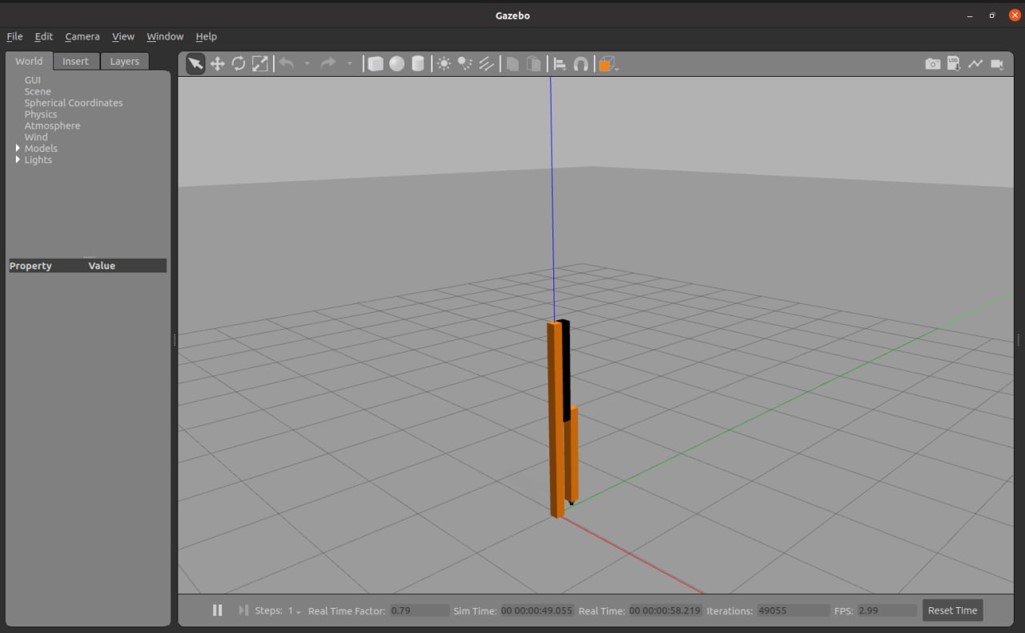 Gazebo
File Edit Camera View Window Help
World Insert Layers
GUI
Scene
Spherical Coordinates
Physics
Atmosphere
Wind
Models
Lights
Property Value
Steps: 1 Real Time Factor: 0.79 Sim Time: 00 00:00:49.055 Real Time: 00 00:00:58.219 Iterations: 49055 FPS: 2.99 Reset Time